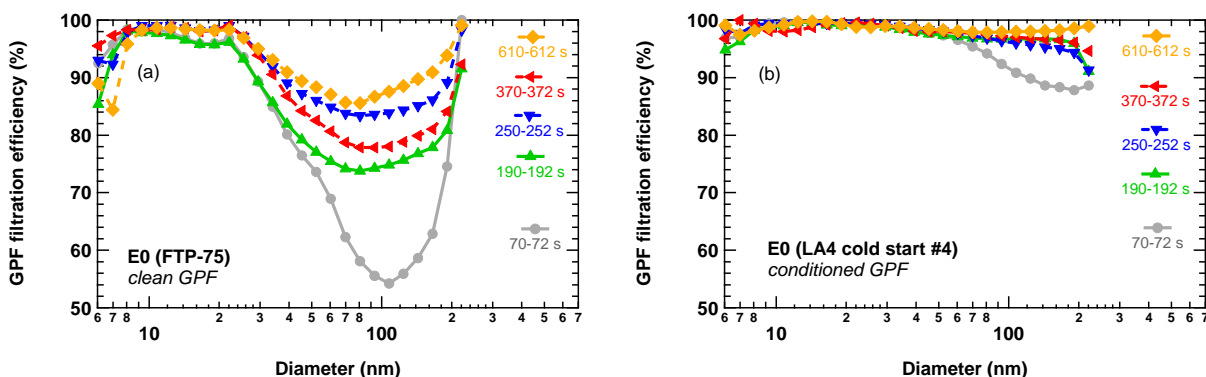 GPF filtration efficiency (%)
100
90
80
70
60
50
(a)
610-612 s
370-372 s
250-252 s
190-192 s
70-72 s
E0 (FTP-75)
clean GPF
6 7 8 2 3 4 5 6 7 8 2 3 4 5 6 7
10 100
Diameter (nm)
GPF filtration efficiency (%)
100
90
80
70
60
50
(b)
610-612 s
370-372 s
250-252 s
190-192 s
70-72 s
E0 (LA4 cold start #4)
conditioned GPF
6 7 8 2 3 4 5 6 7 8 2 3 4 5 6 7
10 100
Diameter (nm)